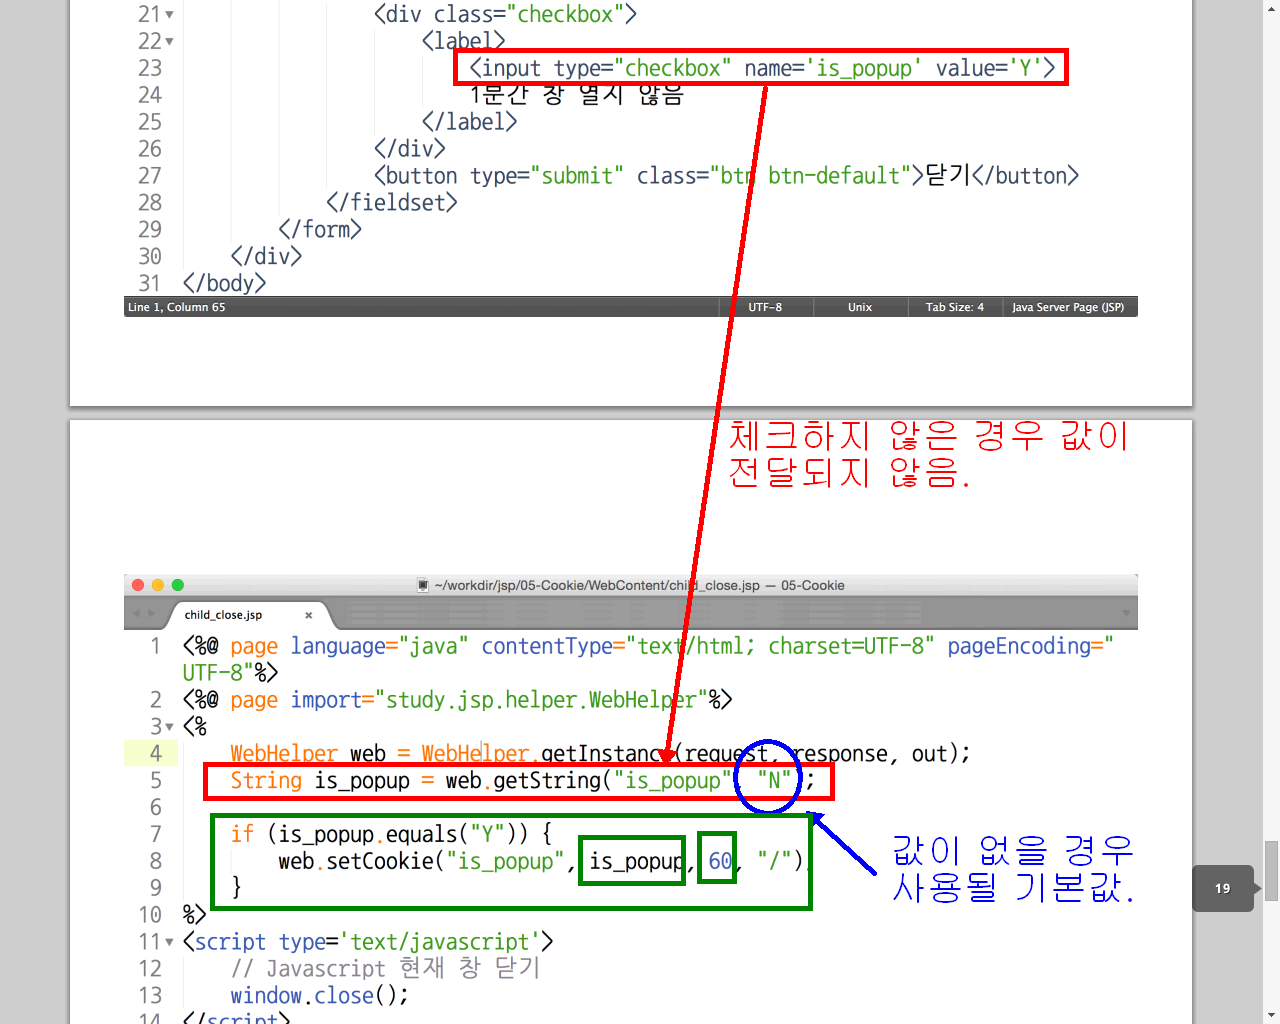 21 <div class="checkbox">
22 <label>
23 <input type="checkbox" name='is_popup' value='Y'>
24 1분간 창 열지 않음
25 </label>
26 </div>
27 <button type="submit" class="btn btn-default">닫기</button>
28 </fieldset>
29 </form>
30 </div>
31 </body>
Line 1, Column 65 UTF-8 Unix Tab Size: 4 Java Server Page (JSP)
체크하지 않은 경우 값이
전달되지 않음.
~/workdir/jsp/05-Cookie/WebContent/child_close.jsp — 05-Cookie
child_close.jsp ×
1 <%@ page language="java" contentType="text/html; charset=UTF-8" pageEncoding="
UTF-8"%>
2 <%@ page import="study.jsp.helper.WebHelper"%>
3 <%
4 WebHelper web = WebHelper.getInstance(request, response, out);
5 String is_popup = web.getString("is_popup", "N");
6
7 if (is_popup.equals("Y")) {
8 web.setCookie("is_popup", is_popup, 60, "/")
9 }
값이 없을 경우
사용될 기본값.
19
10 %>
11 <script type='text/javascript'>
12 // Javascript 현재 창 닫기
13 window.close();
14 </script>